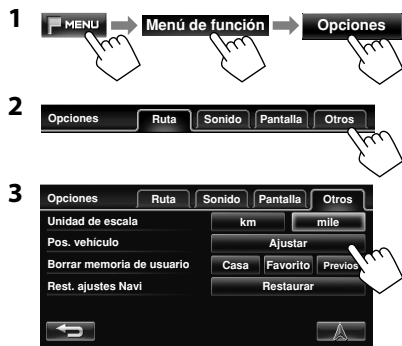 1 MENU Menú de función Opciones
2 Opciones Ruta Sonido Pantalla Otros
3 Opciones Ruta Sonido Pantalla Otros
Unidad de escala km mile
Pos. vehículo Ajustar
Borrar memoria de usuario Casa Favorito Previos
Rest. ajustes Navi Restaurar